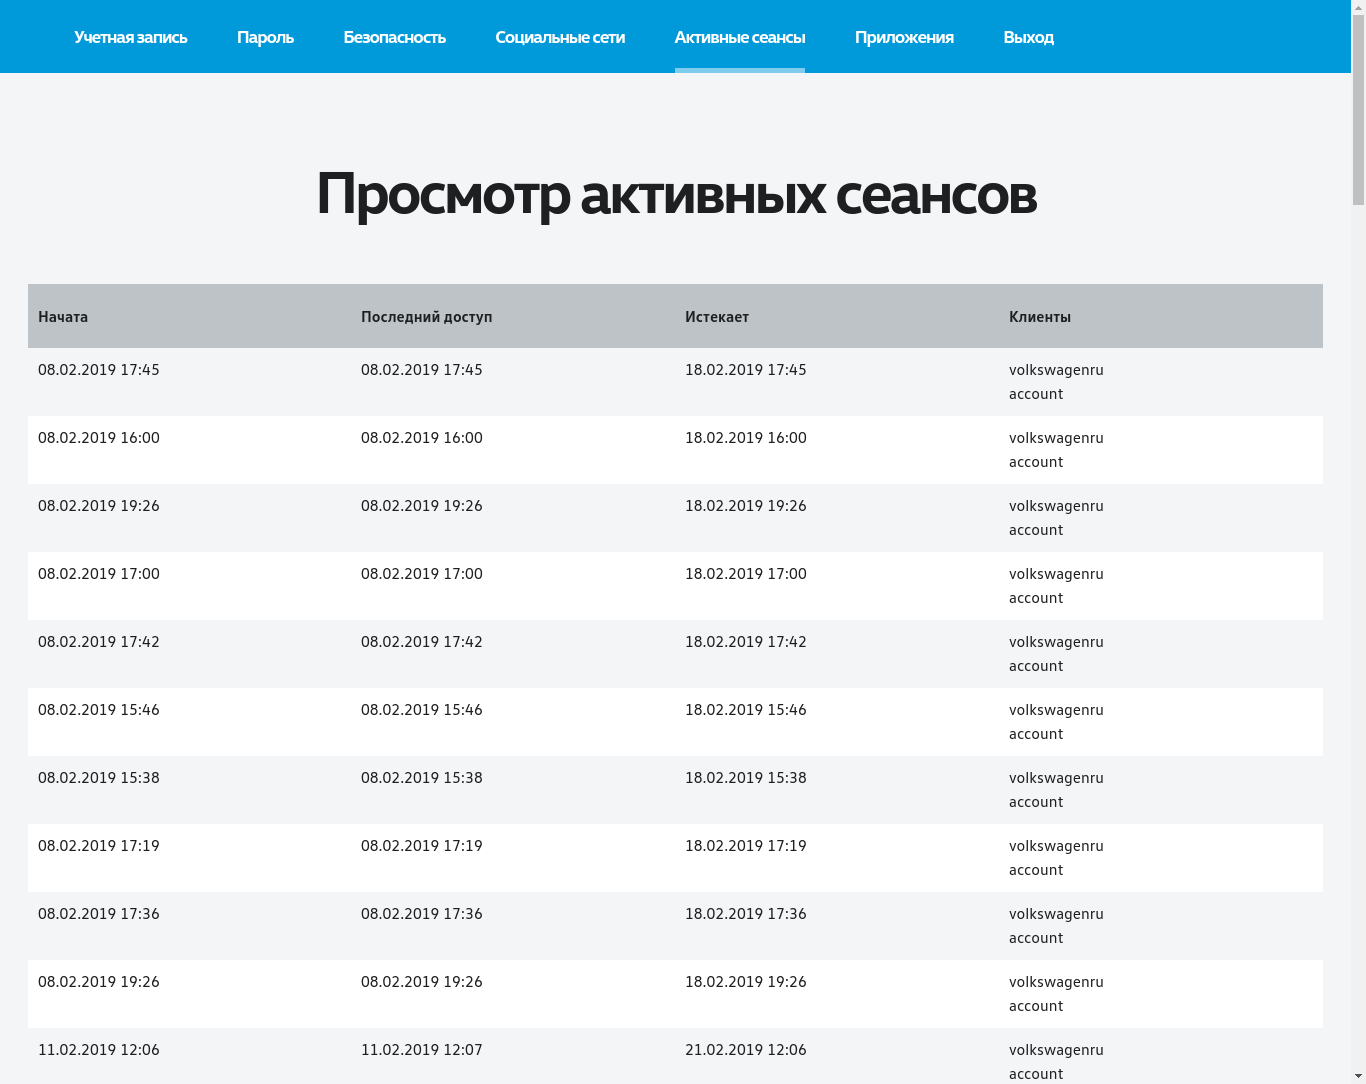 Учетная запись Пароль Безопасность Социальные сети Активные сеансы Приложения Выход
Просмотр активных сеансов
Начата Последний доступ Истекает Клиенты
08.02.2019 17:45 08.02.2019 17:45 18.02.2019 17:45 volkswagenru
account
08.02.2019 16:00 08.02.2019 16:00 18.02.2019 16:00 volkswagenru
account
08.02.2019 19:26 08.02.2019 19:26 18.02.2019 19:26 volkswagenru
account
08.02.2019 17:00 08.02.2019 17:00 18.02.2019 17:00 volkswagenru
account
08.02.2019 17:42 08.02.2019 17:42 18.02.2019 17:42 volkswagenru
account
08.02.2019 15:46 08.02.2019 15:46 18.02.2019 15:46 volkswagenru
account
08.02.2019 15:38 08.02.2019 15:38 18.02.2019 15:38 volkswagenru
account
08.02.2019 17:19 08.02.2019 17:19 18.02.2019 17:19 volkswagenru
account
08.02.2019 17:36 08.02.2019 17:36 18.02.2019 17:36 volkswagenru
account
08.02.2019 19:26 08.02.2019 19:26 18.02.2019 19:26 volkswagenru
account
11.02.2019 12:06 11.02.2019 12:07 21.02.2019 12:06 volkswagenru
account